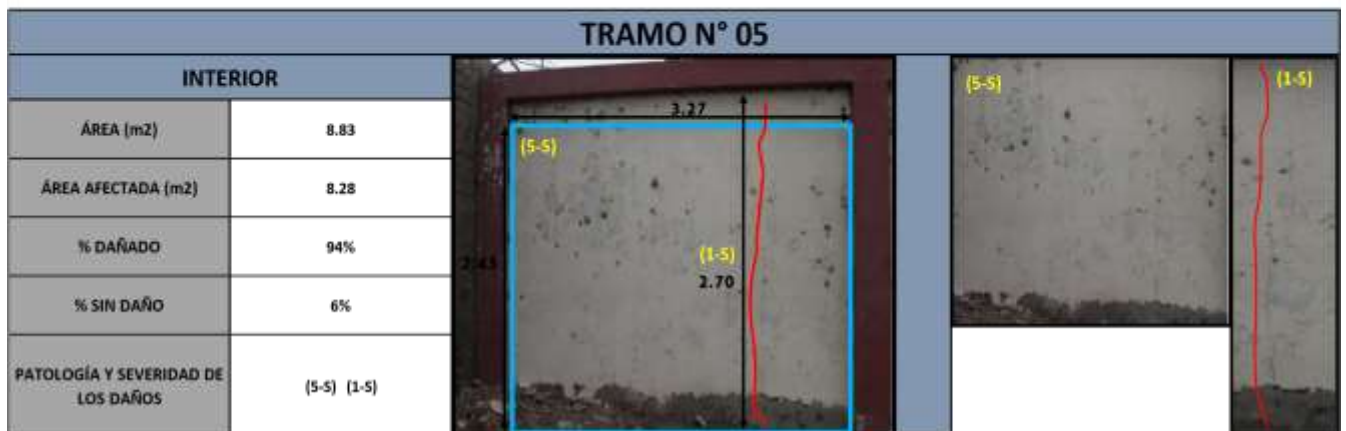 TRAMO N° 05
INTERIOR
ÁREA (m2)
8.83
ÁREA AFECTADA (m2)
8.28
% DAÑADO
94%
% SIN DAÑO
6%
PATOLOGÍA Y SEVERIDAD DE
LOS DAÑOS
(5-S) (1-S)
3.27
(5-S)
(1-S)
2.70
(5-S)
(1-S)